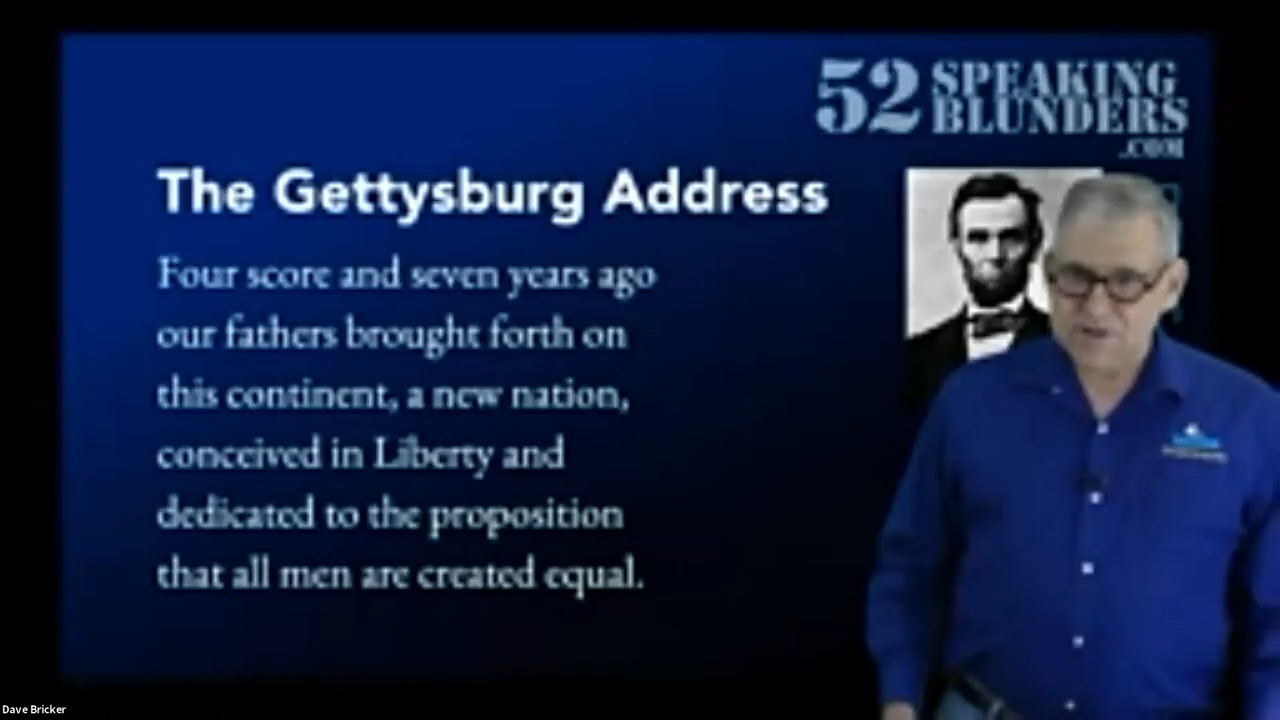 52 SPEAKING
BLUNDERS
.COM
The Gettysburg Address
Four score and seven years ago
our fathers brought forth on
this continent, a new nation,
conceived in Liberty and
dedicated to the proposition
that all men are created equal.
Dave Bricker